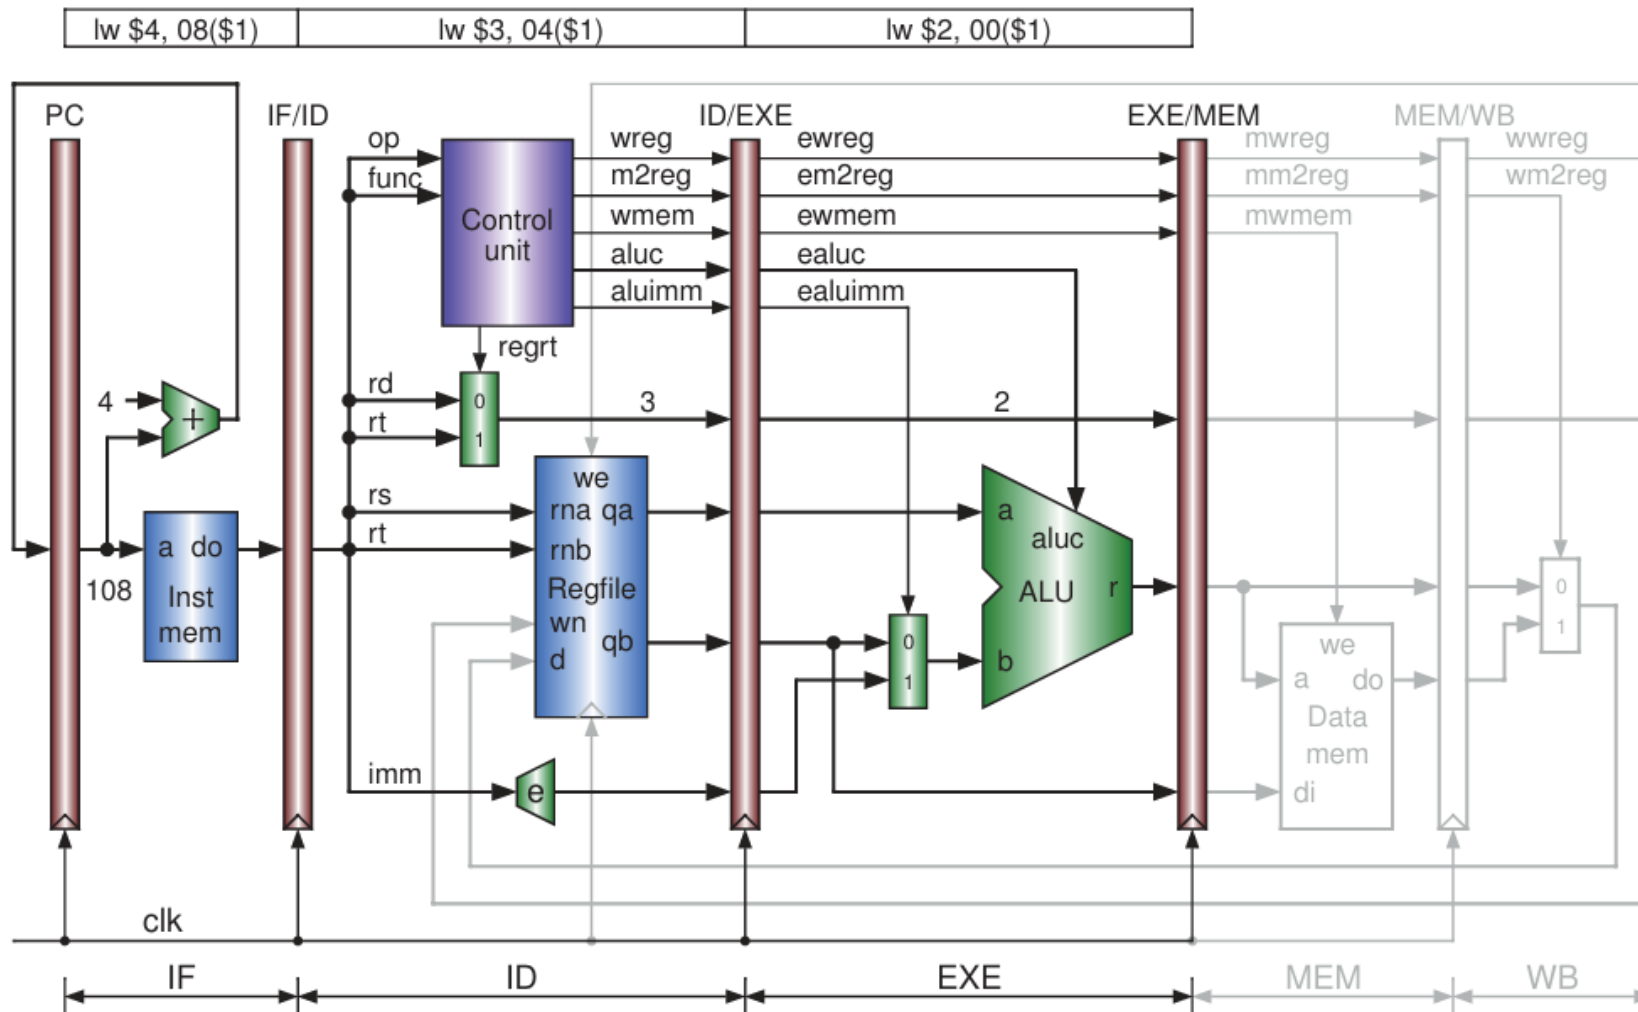 lw $4, 08($1) lw $3, 04($1) lw $2, 00($1)
PC IF/ID ID/EXE EXE/MEM MEM/WB
op wreg ewreg mwreg wwreg
func m2reg em2reg mm2reg wm2reg
Control unit
wmem ewmem mwmem
aluc ealuc
aluimm ealuimm
regrt
rd 0
rt 1
3 2
4 +
rs
rt
we
rna qa
rnb
Regfile
wn qb
d
a
aluc
ALU r
b
a do
Inst
mem
108
0
1
0
1
we
a do
Data
mem
di
imm e
clk
IF ID EXE MEM WB